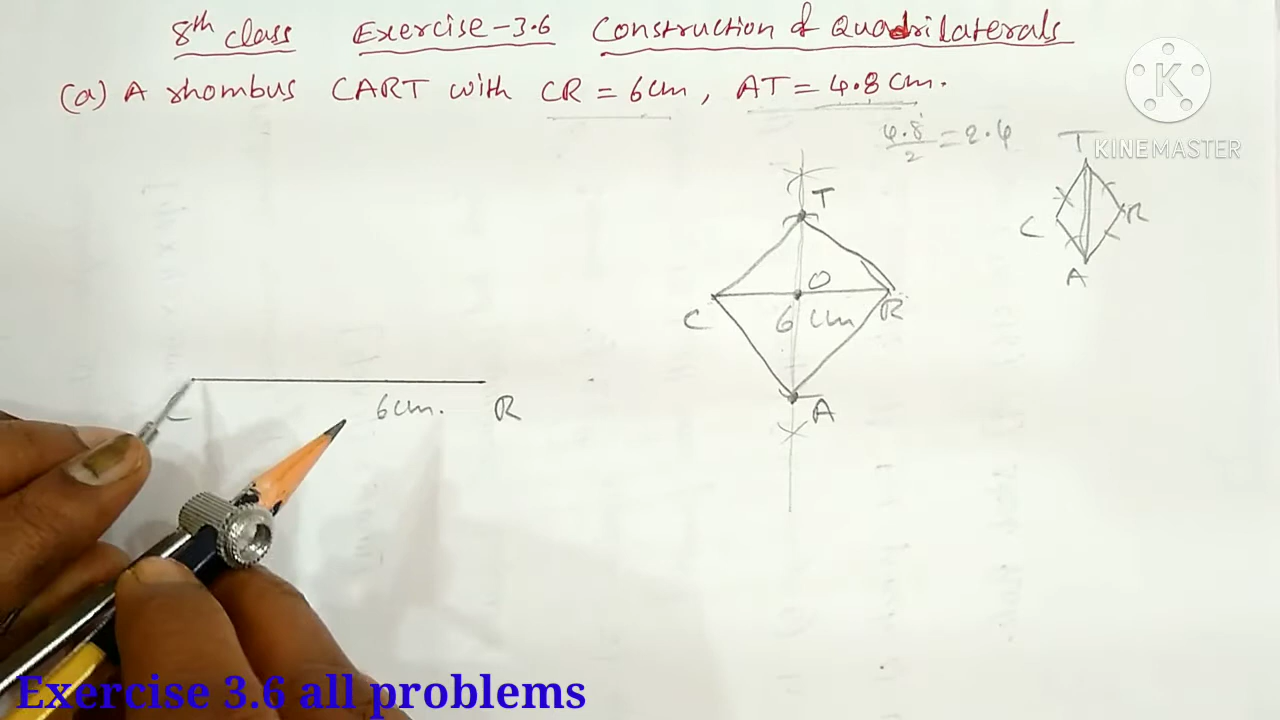 8th class Exercise-3.6 Construction of Quadrilaterals
(a) A rhombus CART with CR = 6cm, AT = 4.8 cm.
4.8/2 = 2.4
K
KINEMASTER
T
C R
A
T
O
C 6 cm R
A
C 6cm. R
Exercise 3.6 all problems